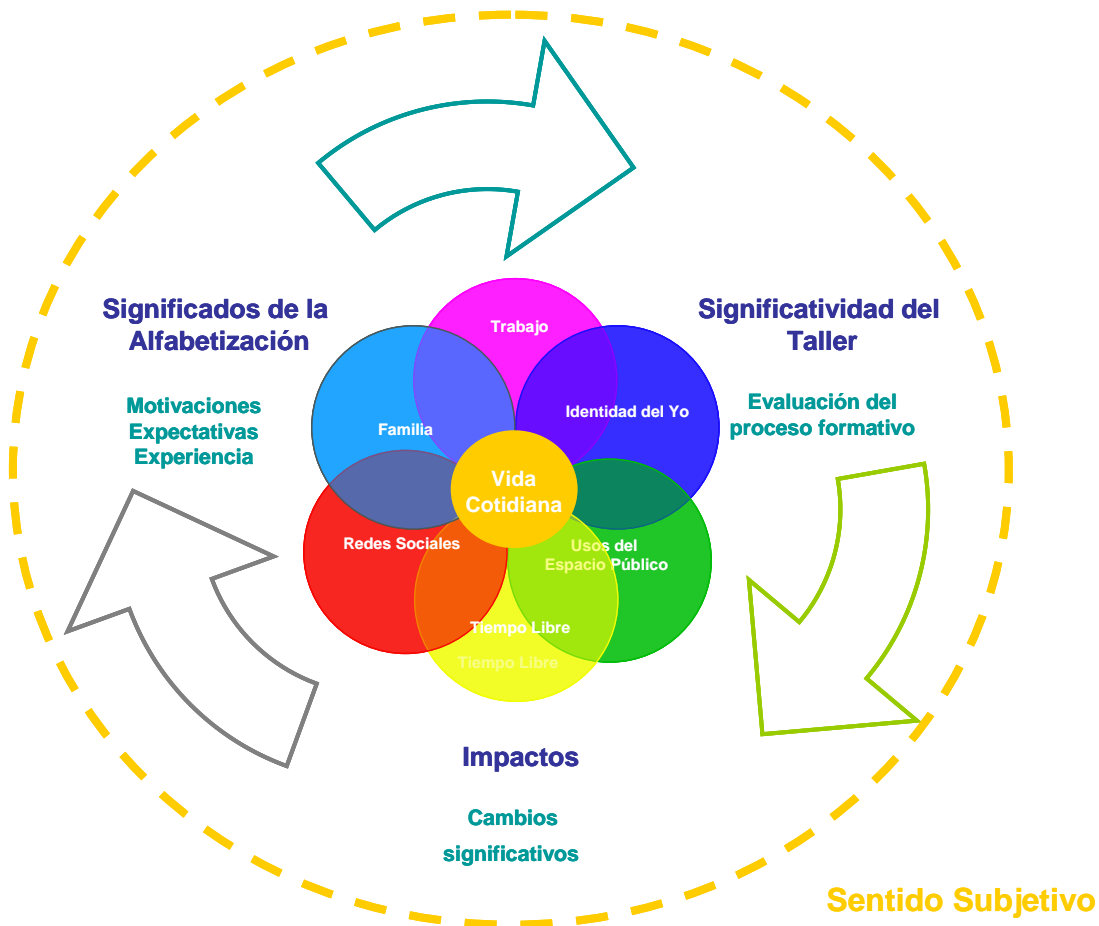 Significados de la
Alfabetización
Motivaciones
Expectativas
Experiencia
Trabajo
Familia
Identidad del Yo
Vida
Cotidiana
Redes Sociales
Usos del
Espacio Público
Tiempo Libre
Tiempo Libre
Significatividad del
Taller
Evaluación del
proceso formativo
Impactos
Cambios
significativos
Sentido Subjetivo